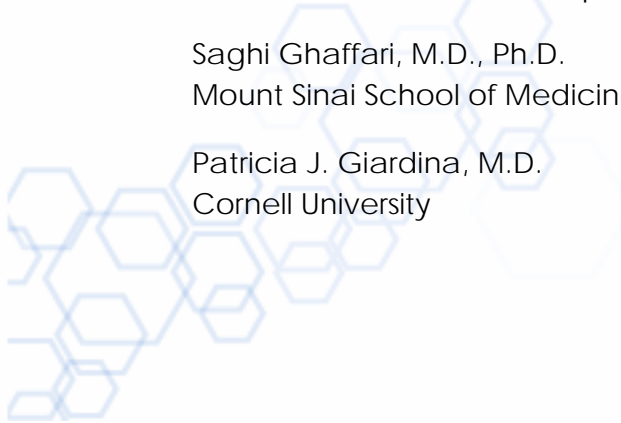 Saghi Ghaffari, M.D., Ph.D.
Mount Sinai School of Medicin
Patricia J. Giardina, M.D.
Cornell University